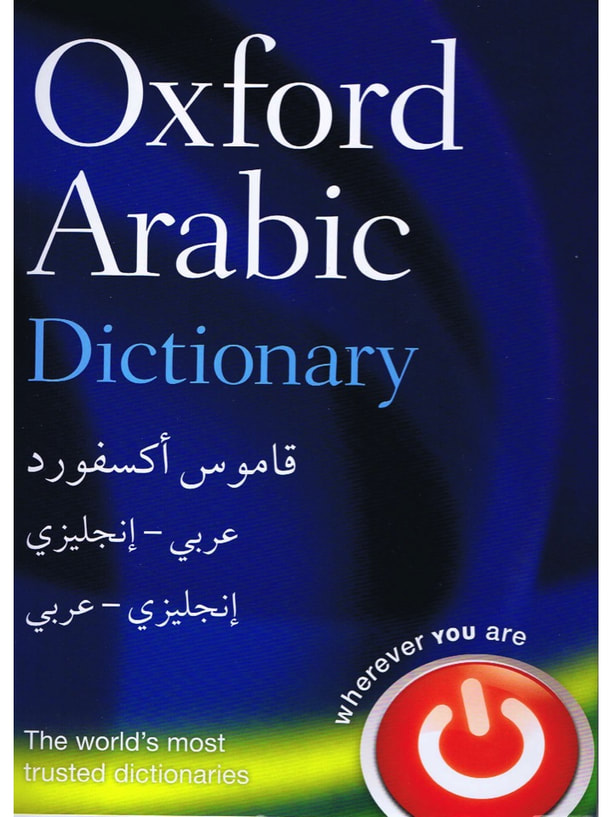 Oxford
Arabic
Dictionary
قاموس أكسفورد
عربي – إنجليزي
إنجليزي – عربي
wherever YOU are
The world's most
trusted dictionaries